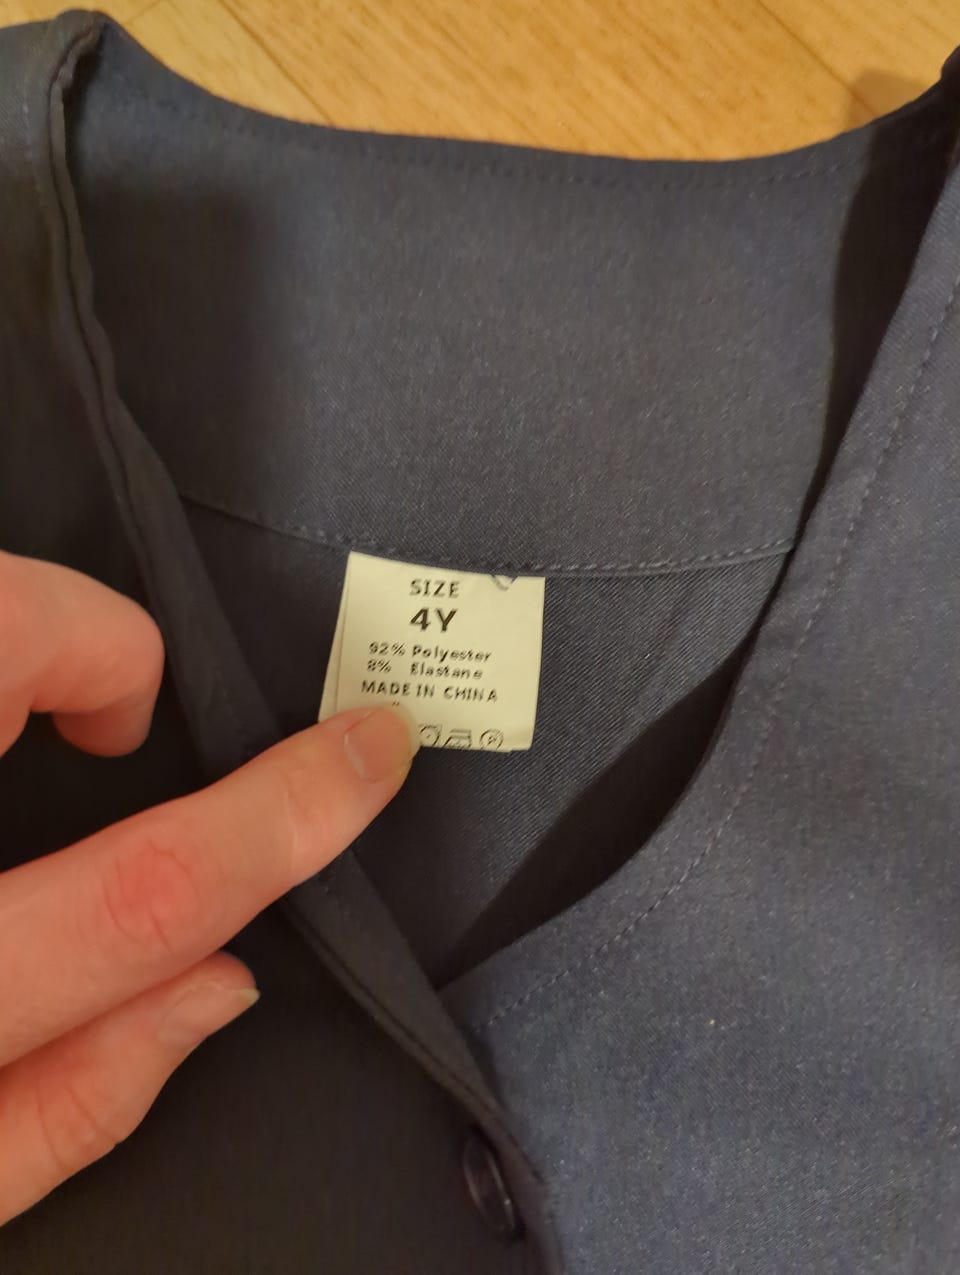 SIZE
4Y
92% Polyester
8% Elastane
MADE IN CHINA
P